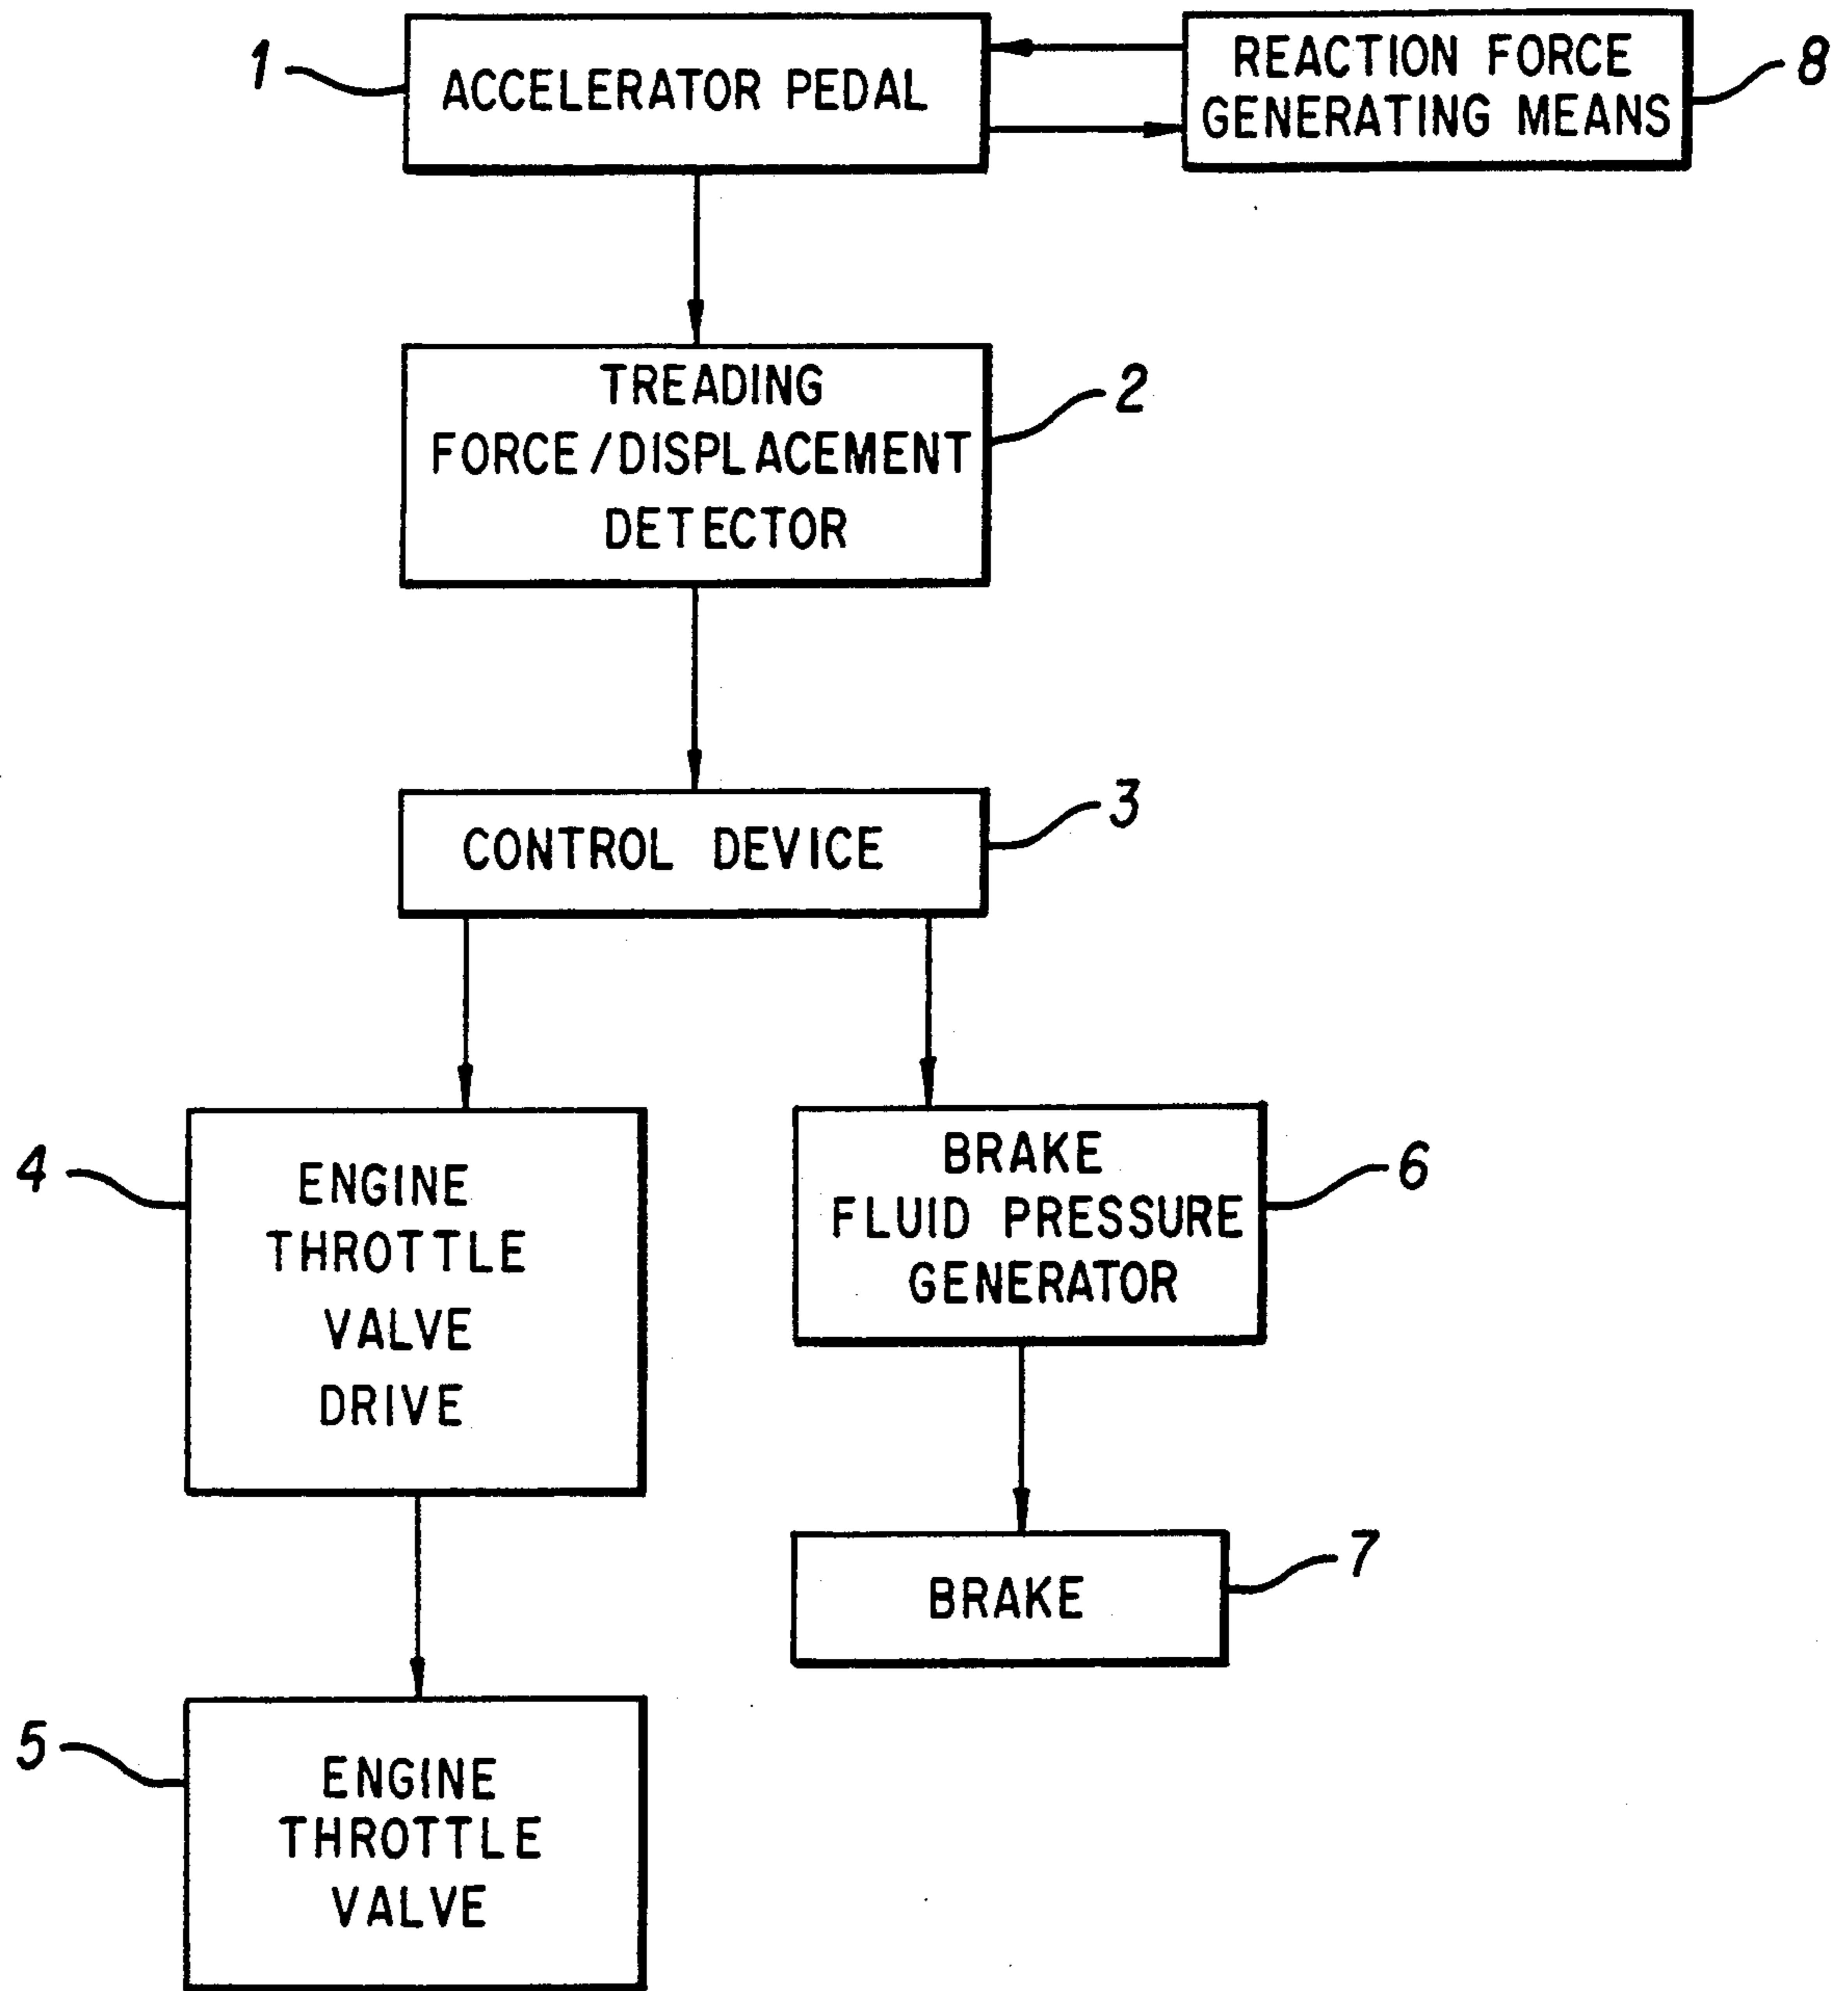 1
ACCELERATOR PEDAL
REACTION FORCE
GENERATING MEANS
8
TREADING
FORCE/DISPLACEMENT
DETECTOR
2
CONTROL DEVICE
3
4
ENGINE
THROTTLE
VALVE
DRIVE
BRAKE
FLUID PRESSURE
GENERATOR
6
BRAKE
7
5
ENGINE
THROTTLE
VALVE